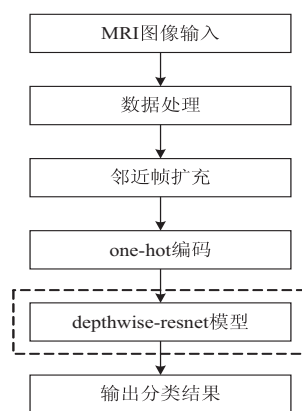 MRI图像输入
数据处理
邻近帧扩充
one-hot编码
depthwise-resnet模型
输出分类结果